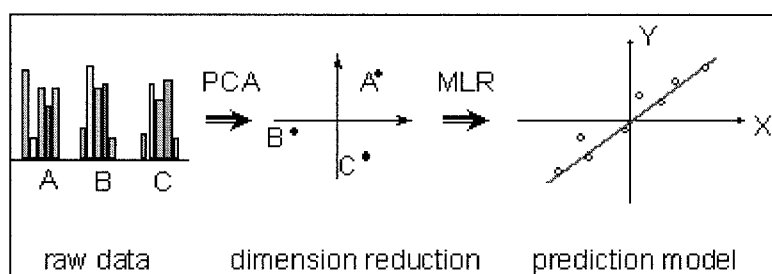 PCA
MLR
Y
X
A
B
C
A B C
raw data
dimension reduction
prediction model